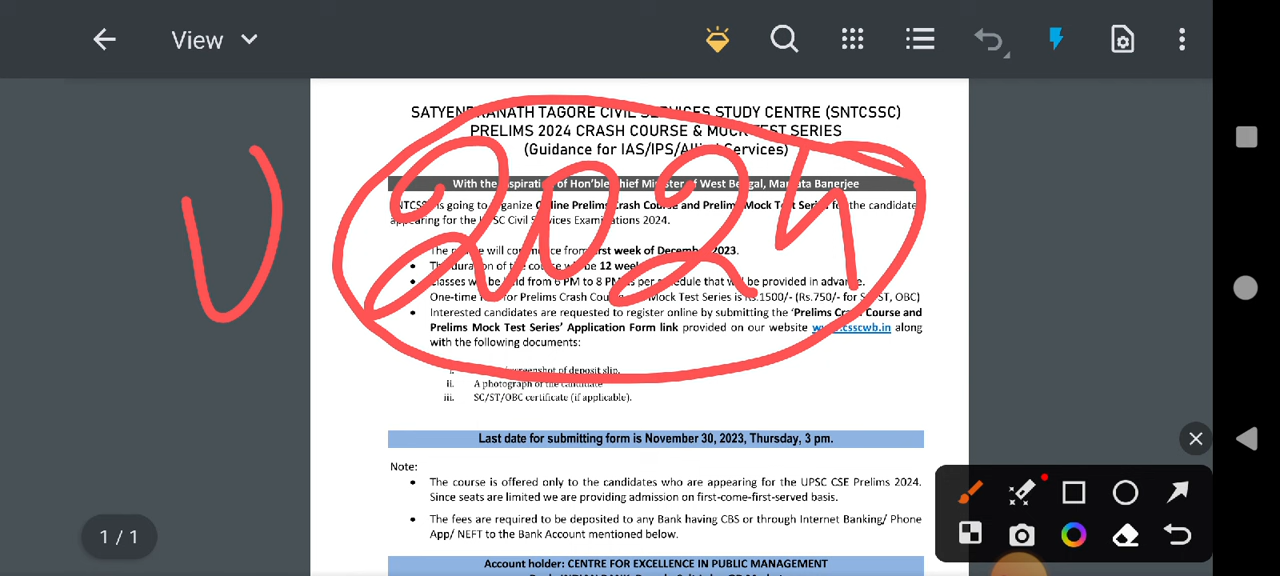 View
SATYENDRANATH TAGORE CIVIL SERVICES STUDY CENTRE (SNTCSSC)
PRELIMS 2024 CRASH COURSE & MOCK TEST SERIES
(Guidance for IAS/IPS/Allied Services)
With the inspiration of Hon'ble Chief Minister of West Bengal, Mamata Banerjee
SNTCSSC is going to organize Online Prelims Crash Course and Prelims Mock Test Series for the candidate
appearing for the UPSC Civil Services Examinations 2024.
U
2024
The course will commence from first week of December 2023.
• The duration of the course will be 12 weeks
• Classes will be held from 6 PM to 8 PM as per schedule that will be provided in advance.
One-time fee for Prelims Crash Course and Mock Test Series is Rs.1500/- (Rs.750/- for SC, ST, OBC)
• Interested candidates are requested to register online by submitting the 'Prelims Crash Course and
Prelims Mock Test Series' Application Form link provided on our website www.csscwb.in along
with the following documents:
i. screenshot of deposit slip.
ii. A photograph of the candidate
iii. SC/ST/OBC certificate (if applicable).
Last date for submitting form is November 30, 2023, Thursday, 3 pm.
Note:
• The course is offered only to the candidates who are appearing for the UPSC CSE Prelims 2024.
Since seats are limited we are providing admission on first-come-first-served basis.
• The fees are required to be deposited to any Bank having CBS or through Internet Banking/ Phone
App/ NEFT to the Bank Account mentioned below.
Account holder: CENTRE FOR EXCELLENCE IN PUBLIC MANAGEMENT
1 / 1